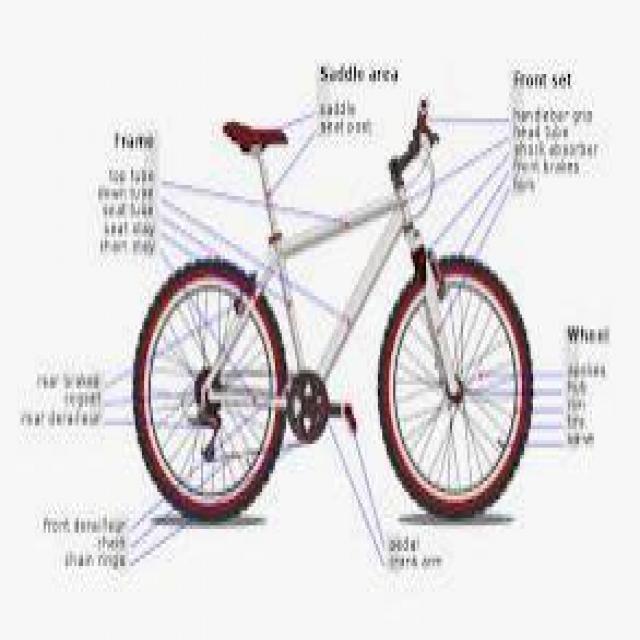 Saddle area
saddle
seat post
Front set
handlebar grip
head tube
shock absorber
front brakes
fork
Frame
top tube
down tube
seat tube
seat stay
chain stay
Wheel
spokes
hub
rim
tire
valve
rear brakes
cogset
rear derailleur
front derailleur
chain
chain rings
pedal
crank arm